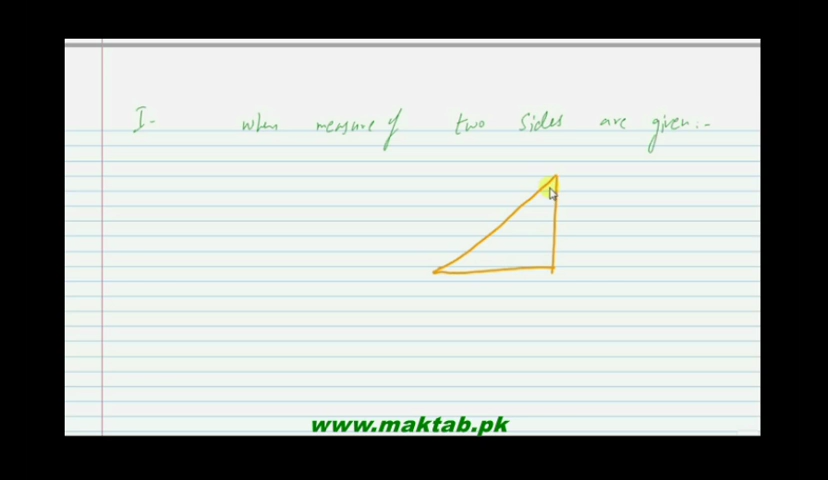 I- when measure of two sides are given:-
www.maktab.pk